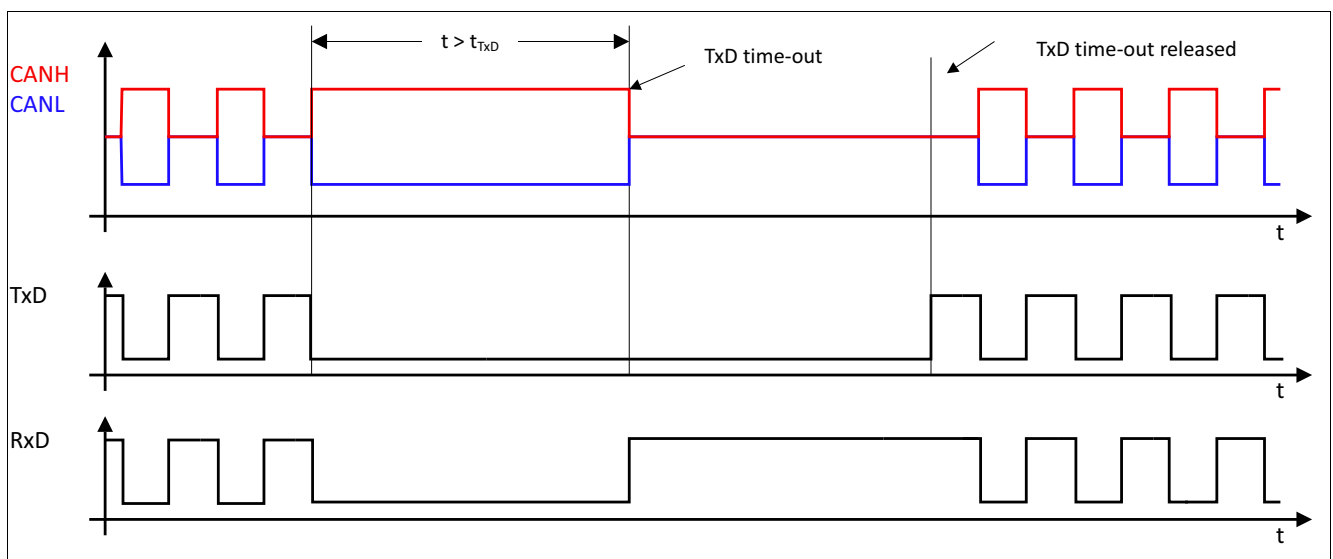 t > tTxD
TxD time-out
TxD time-out released
CANH
CANL
t
TxD
t
RxD
t